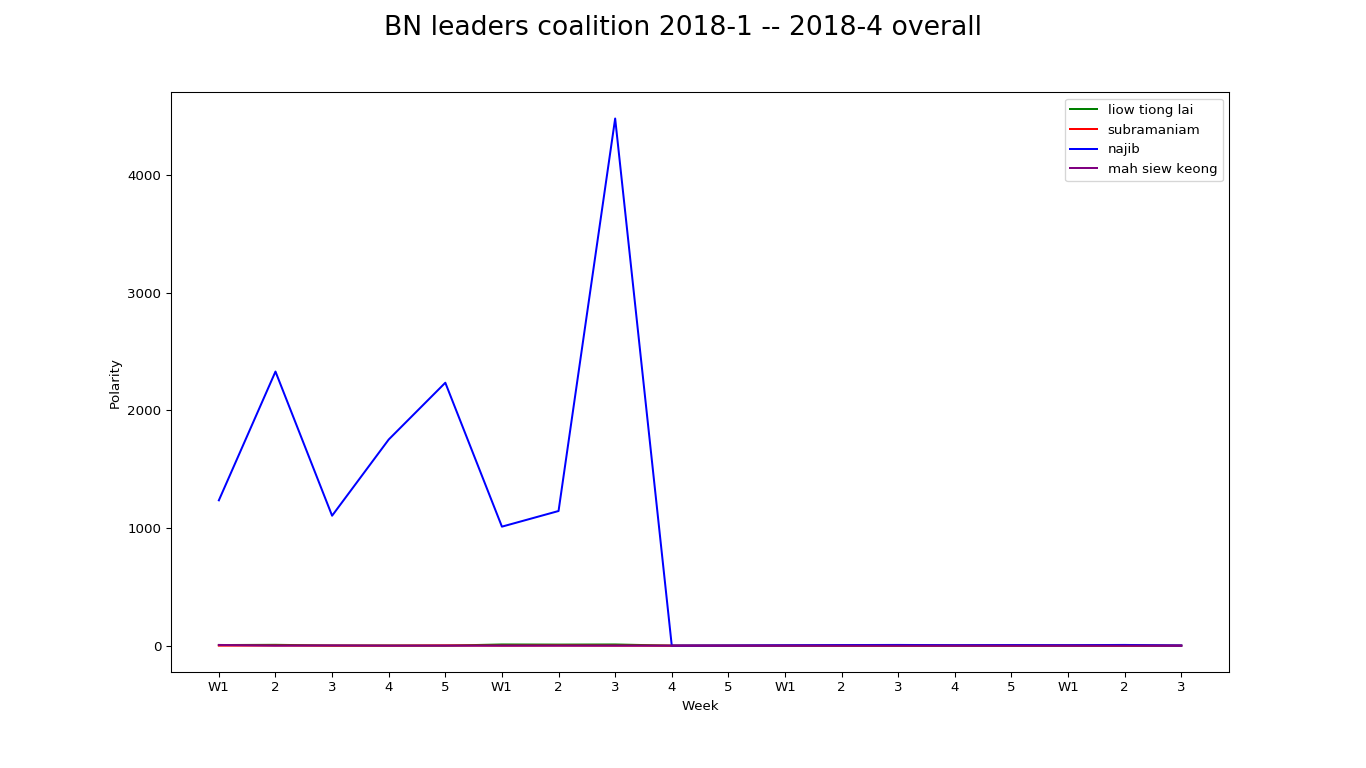 BN leaders coalition 2018-1 -- 2018-4 overall
liow tiong lai
subramaniam
najib
mah siew keong
4000
3000
2000
1000
0
Polarity
W1 2 3 4 5 W1 2 3 4 5 W1 2 3 4 5 W1 2 3
Week